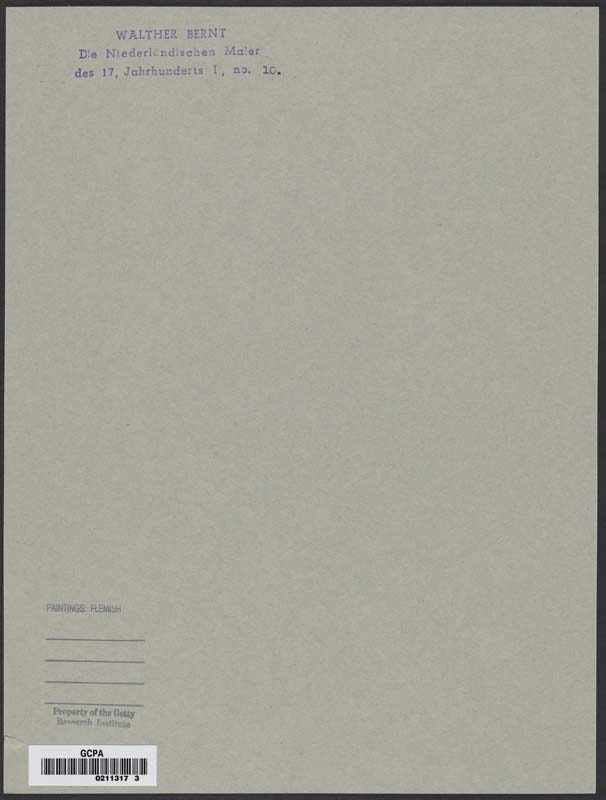 WALTHER BERNT
Die Niederländischen Maler
des 17. Jahrhunderts I, no. 10.
PAINTINGS: FLEMISH
Property of the Getty
Research Institute
GCPA
0211317 3